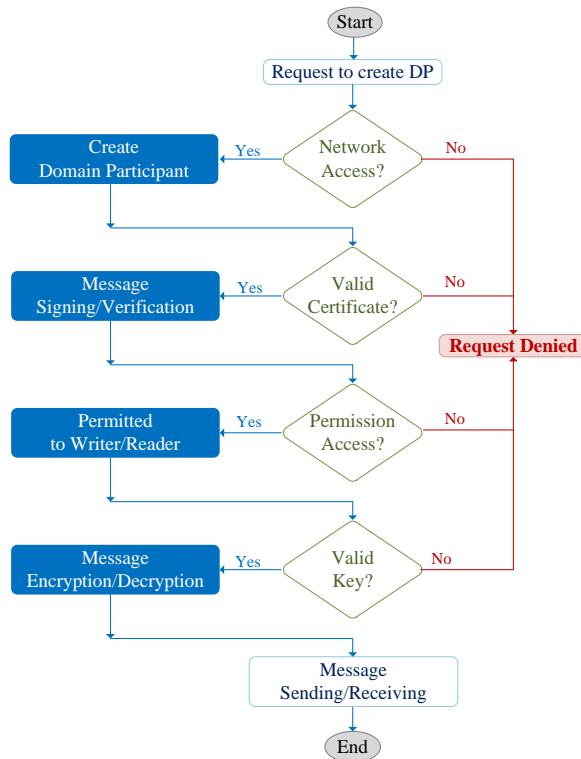 Start
Request to create DP
Create
Domain Participant
Yes
Network
Access?
No
Message
Signing/Verification
Yes
Valid
Certificate?
No
Request Denied
Permitted
to Writer/Reader
Yes
Permission
Access?
No
Message
Encryption/Decryption
Yes
Valid
Key?
No
Message
Sending/Receiving
End